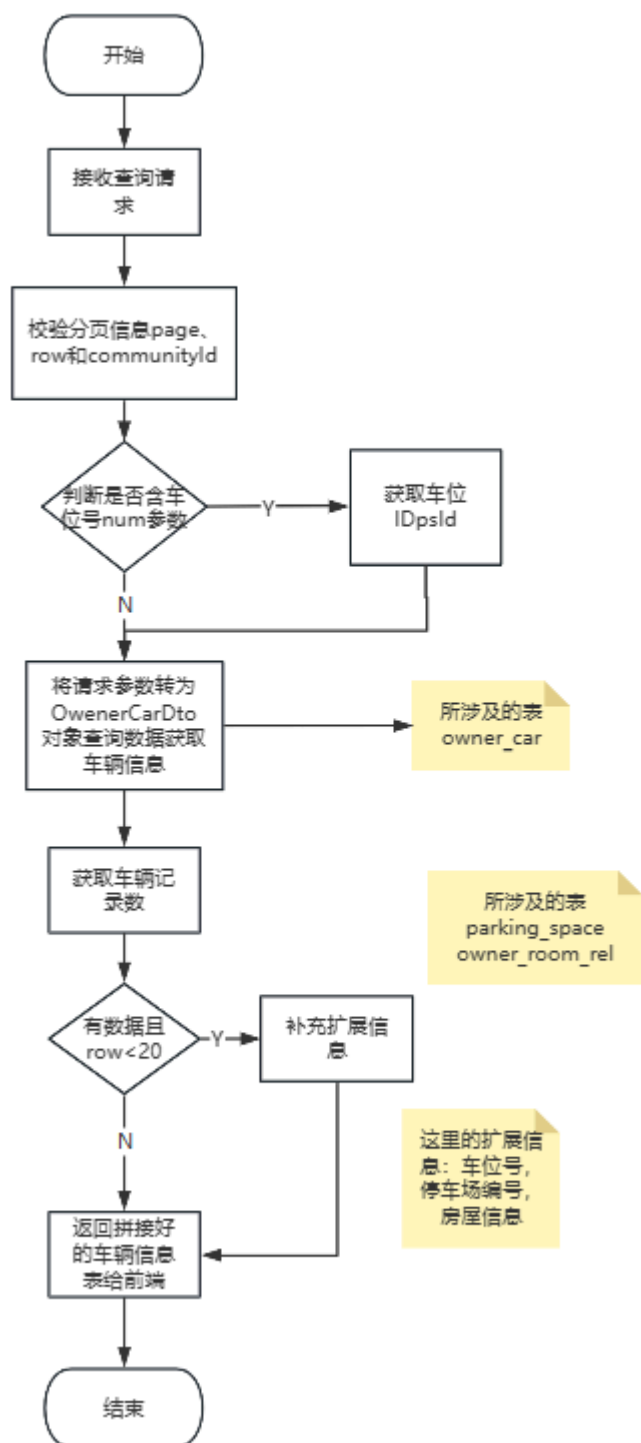 开始
接收查询请
求
校验分页信息page、
row和communityId
判断是否含车
位号num参数
Y
获取车位
IDpsId
N
将请求参数转为
OwenerCarDto
对象查询数据获取
车辆信息
所涉及的表
owner_car
获取车辆记
录数
所涉及的表
parking_space
owner_room_rel
有数据且
row<20
Y
补充扩展信
息
N
这里的扩展信
息：车位号，
停车场编号，
房屋信息
返回拼接好
的车辆信息
表给前端
结束